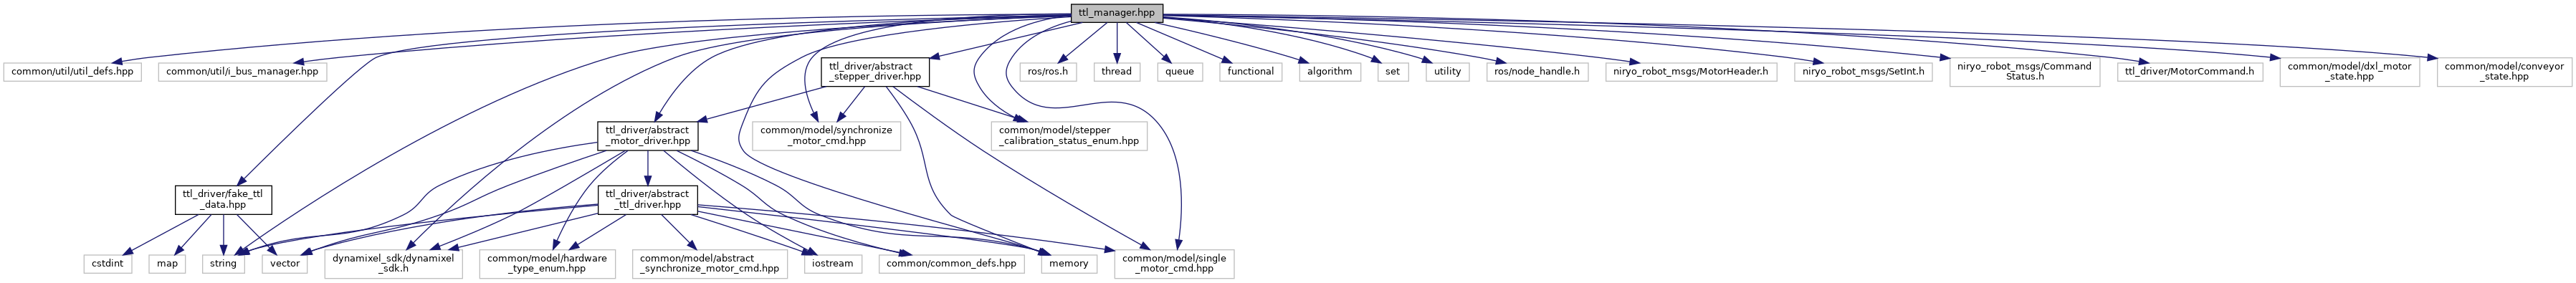 ttl_manager.hpp
common/util/util_defs.hpp
common/util/i_bus_manager.hpp
ttl_driver/abstract
_stepper_driver.hpp
ros/ros.h
thread
queue
functional
algorithm
set
utility
ros/node_handle.h
niryo_robot_msgs/MotorHeader.h
niryo_robot_msgs/SetInt.h
niryo_robot_msgs/Command
Status.h
ttl_driver/MotorCommand.h
common/model/dxl_motor
_state.hpp
common/model/conveyor
_state.hpp
ttl_driver/abstract
_motor_driver.hpp
common/model/synchronize
_motor_cmd.hpp
common/model/stepper
_calibration_status_enum.hpp
ttl_driver/fake_ttl
_data.hpp
ttl_driver/abstract
_ttl_driver.hpp
cstdint
map
string
vector
dynamixel_sdk/dynamixel
_sdk.h
common/model/hardware
_type_enum.hpp
common/model/abstract
_synchronize_motor_cmd.hpp
iostream
common/common_defs.hpp
memory
common/model/single
_motor_cmd.hpp